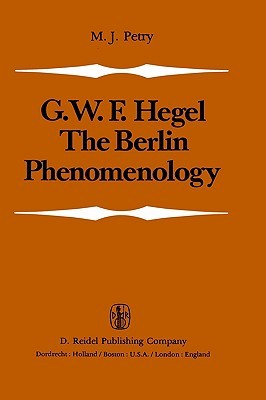 M. J. Petry
G.W.F. Hegel
The Berlin
Phenomenology
D. Reidel Publishing Company
Dordrecht : Holland / Boston : U.S.A. / London : England